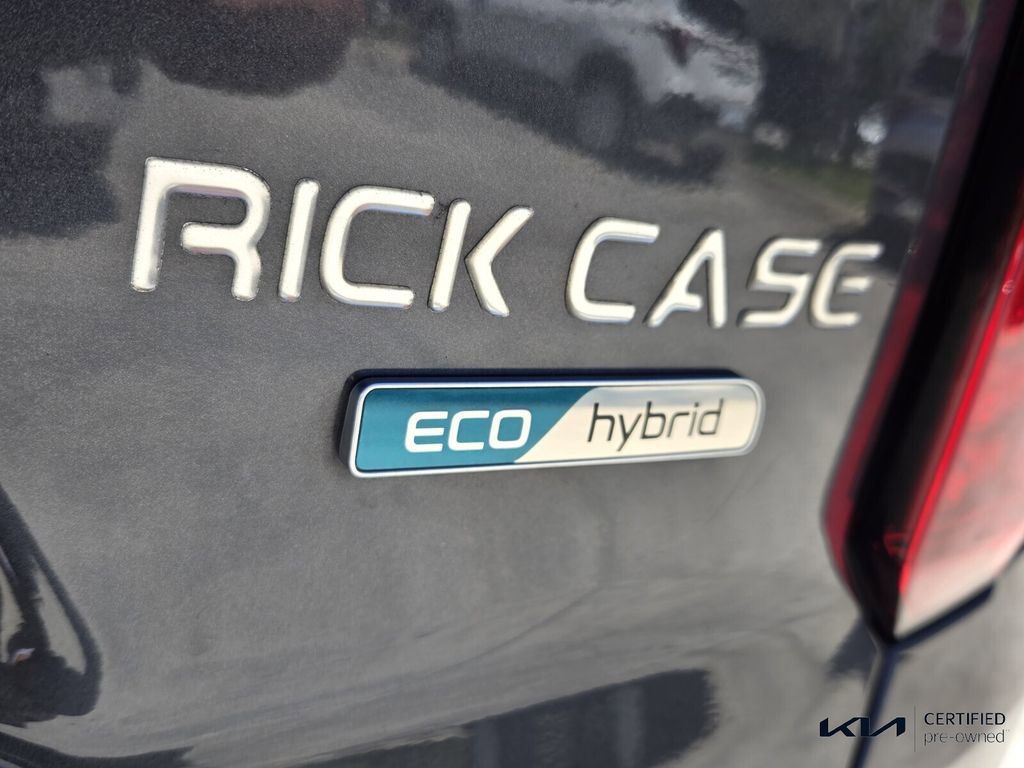 RICK CASE
ECO hybrid
KIA CERTIFIED
pre-owned